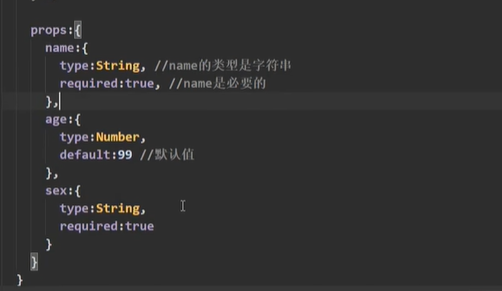 props:{
name:{
type:String, //name的类型是字符串
required:true, //name是必要的
},
age:{
type:Number,
default:99 //默认值
},
sex:{
type:String,
required:true
}
}
}